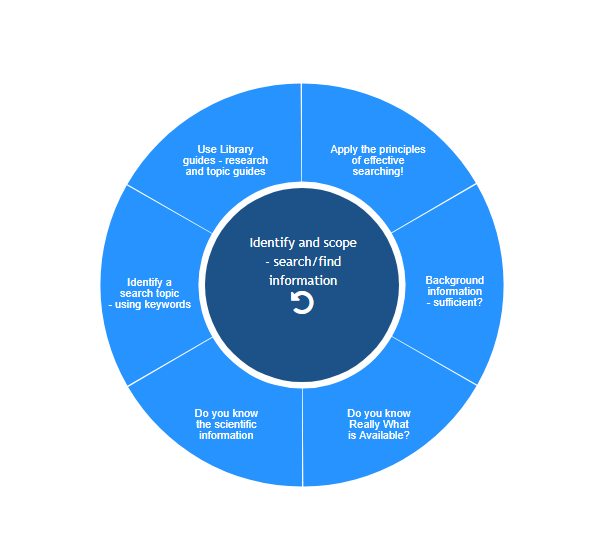 Use Library
guides - research
and topic guides
Apply the principles
of effective
searching!
Identify and scope
- search/find
information
Identify a
search topic
- using keywords
Background
information
- sufficient?
Do you know
the scientific
information
Do you know
Really What
is Available?